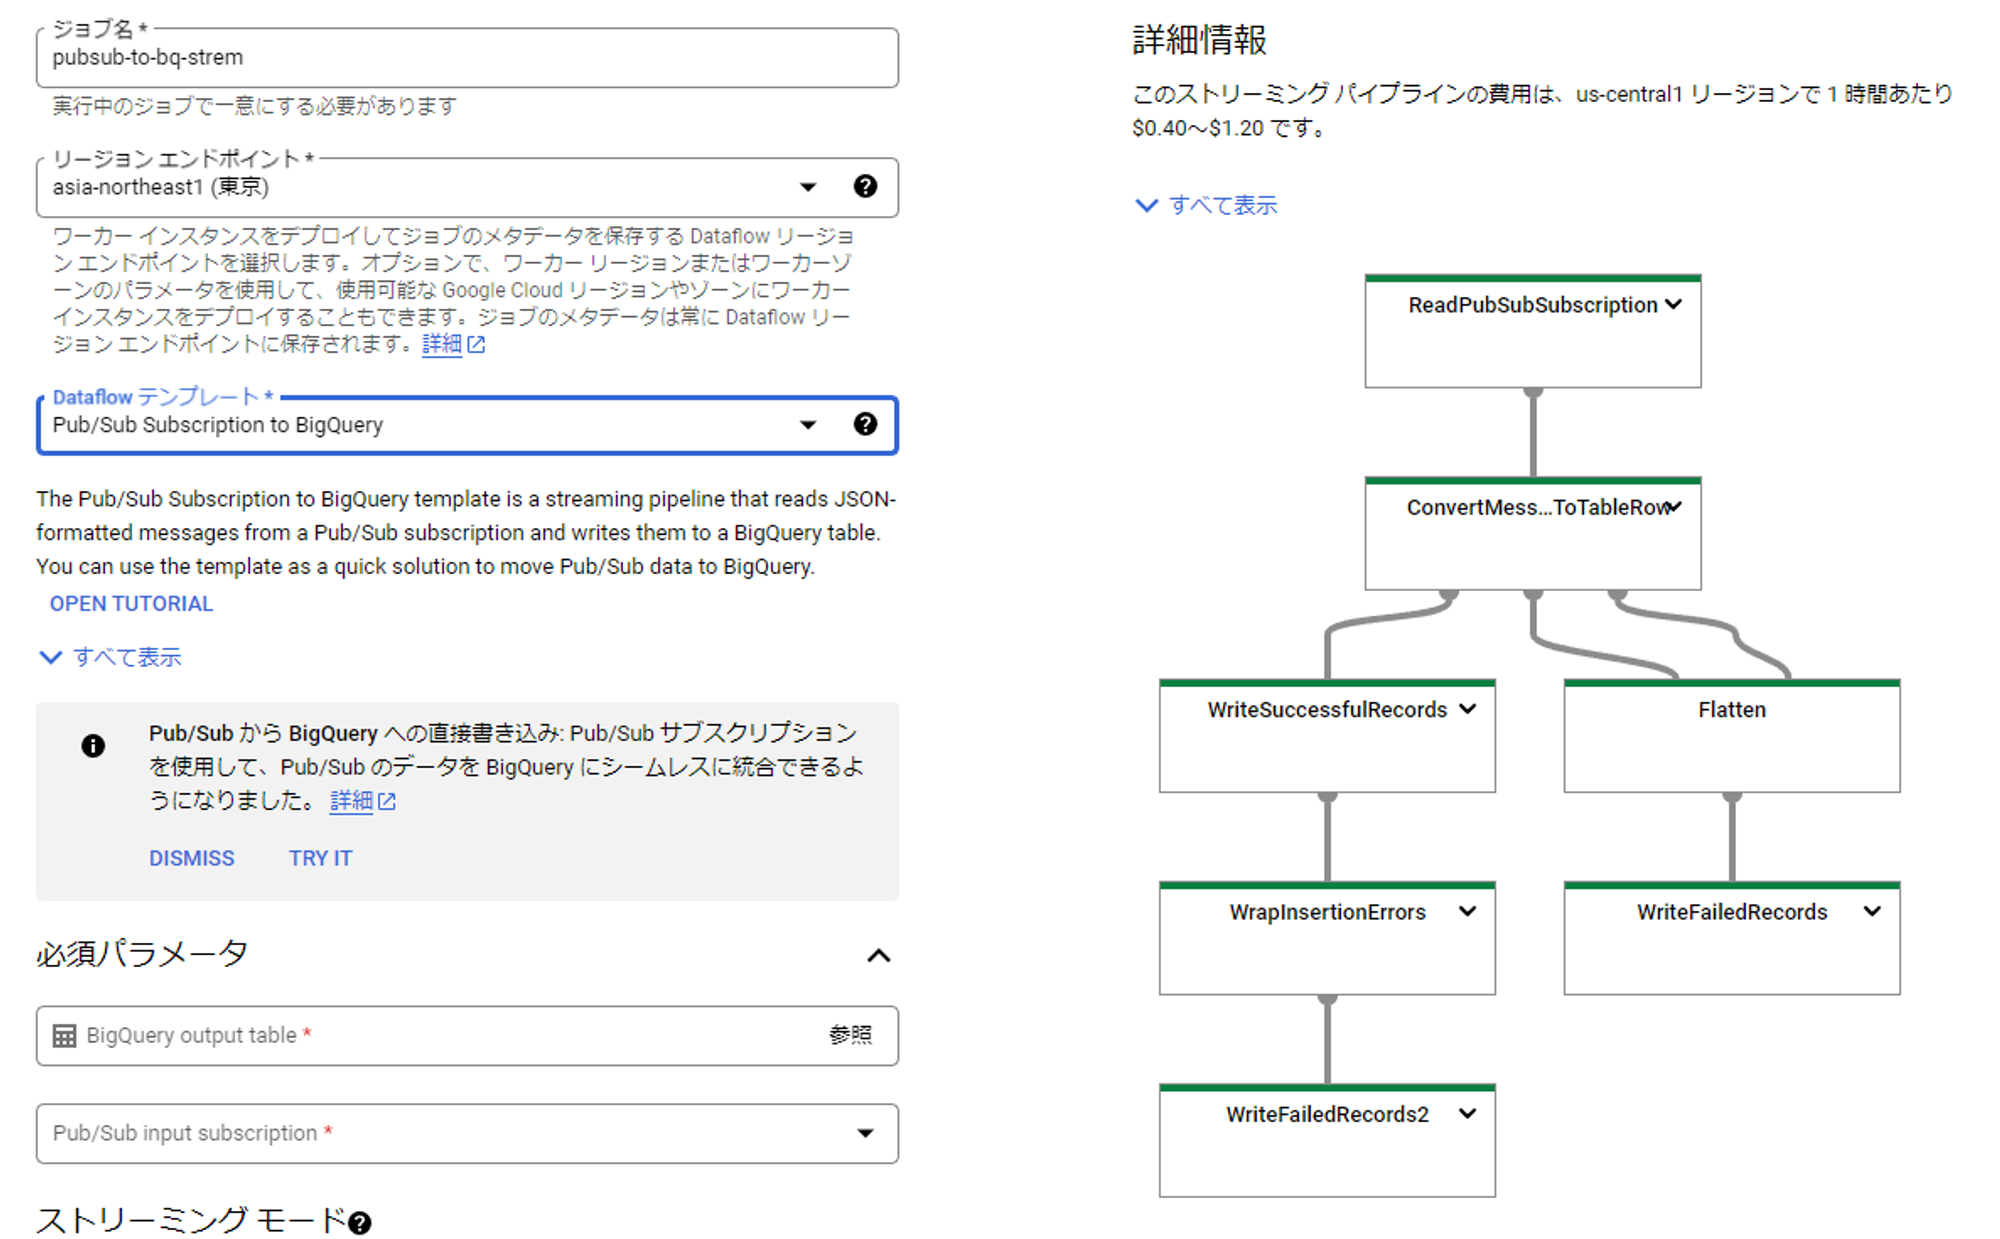 ジョブ名 *
pubsub-to-bq-strem
実行中のジョブで一意にする必要があります
リージョン エンドポイント *
asia-northeast1 (東京)
ワーカー インスタンスをデプロイしてジョブのメタデータを保存する Dataflow リージョ
ン エンドポイントを選択します。オプションで、ワーカー リージョンまたはワーカーゾ
ーンのパラメータを使用して、使用可能な Google Cloud リージョンやゾーンにワーカー
インスタンスをデプロイすることもできます。ジョブのメタデータは常に Dataflow リー
ジョン エンドポイントに保存されます。詳細
Dataflow テンプレート *
Pub/Sub Subscription to BigQuery
The Pub/Sub Subscription to BigQuery template is a streaming pipeline that reads JSON-
formatted messages from a Pub/Sub subscription and writes them to a BigQuery table.
You can use the template as a quick solution to move Pub/Sub data to BigQuery.
OPEN TUTORIAL
すべて表示
Pub/Sub から BigQuery への直接書き込み: Pub/Sub サブスクリプション
を使用して、Pub/Sub のデータを BigQuery にシームレスに統合できるよ
うになりました。 詳細
DISMISS TRY IT
必須パラメータ
BigQuery output table * 参照
Pub/Sub input subscription *
ストリーミング モード
詳細情報
このストリーミング パイプラインの費用は、us-central1 リージョンで 1 時間あたり
$0.40～$1.20 です。
すべて表示
ReadPubSubSubscription
ConvertMess...ToTableRow
WriteSuccessfulRecords
Flatten
WrapInsertionErrors
WriteFailedRecords
WriteFailedRecords2